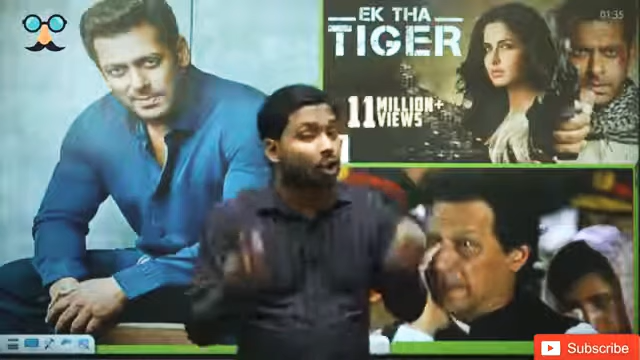 EK THA
TIGER
11 MILLION+
VIEWS
01:35
Subscribe